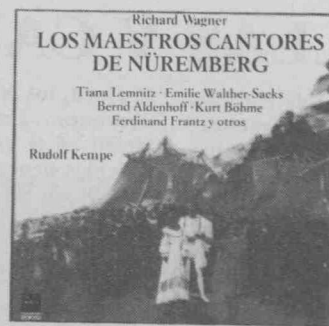 Richard Wagner
LOS MAESTROS CANTORES
DE NÜREMBERG
Tiana Lemnitz · Emilie Walther-Sacks
Bernd Aldenhoff · Kurt Böhme
Ferdinand Frantz y otros
Rudolf Kempe